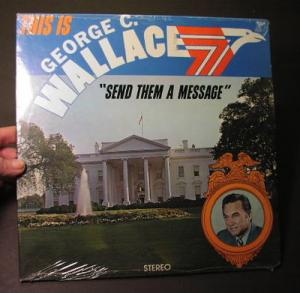 THIS IS
GEORGE C.
WALLACE
"SEND THEM A MESSAGE"
STEREO